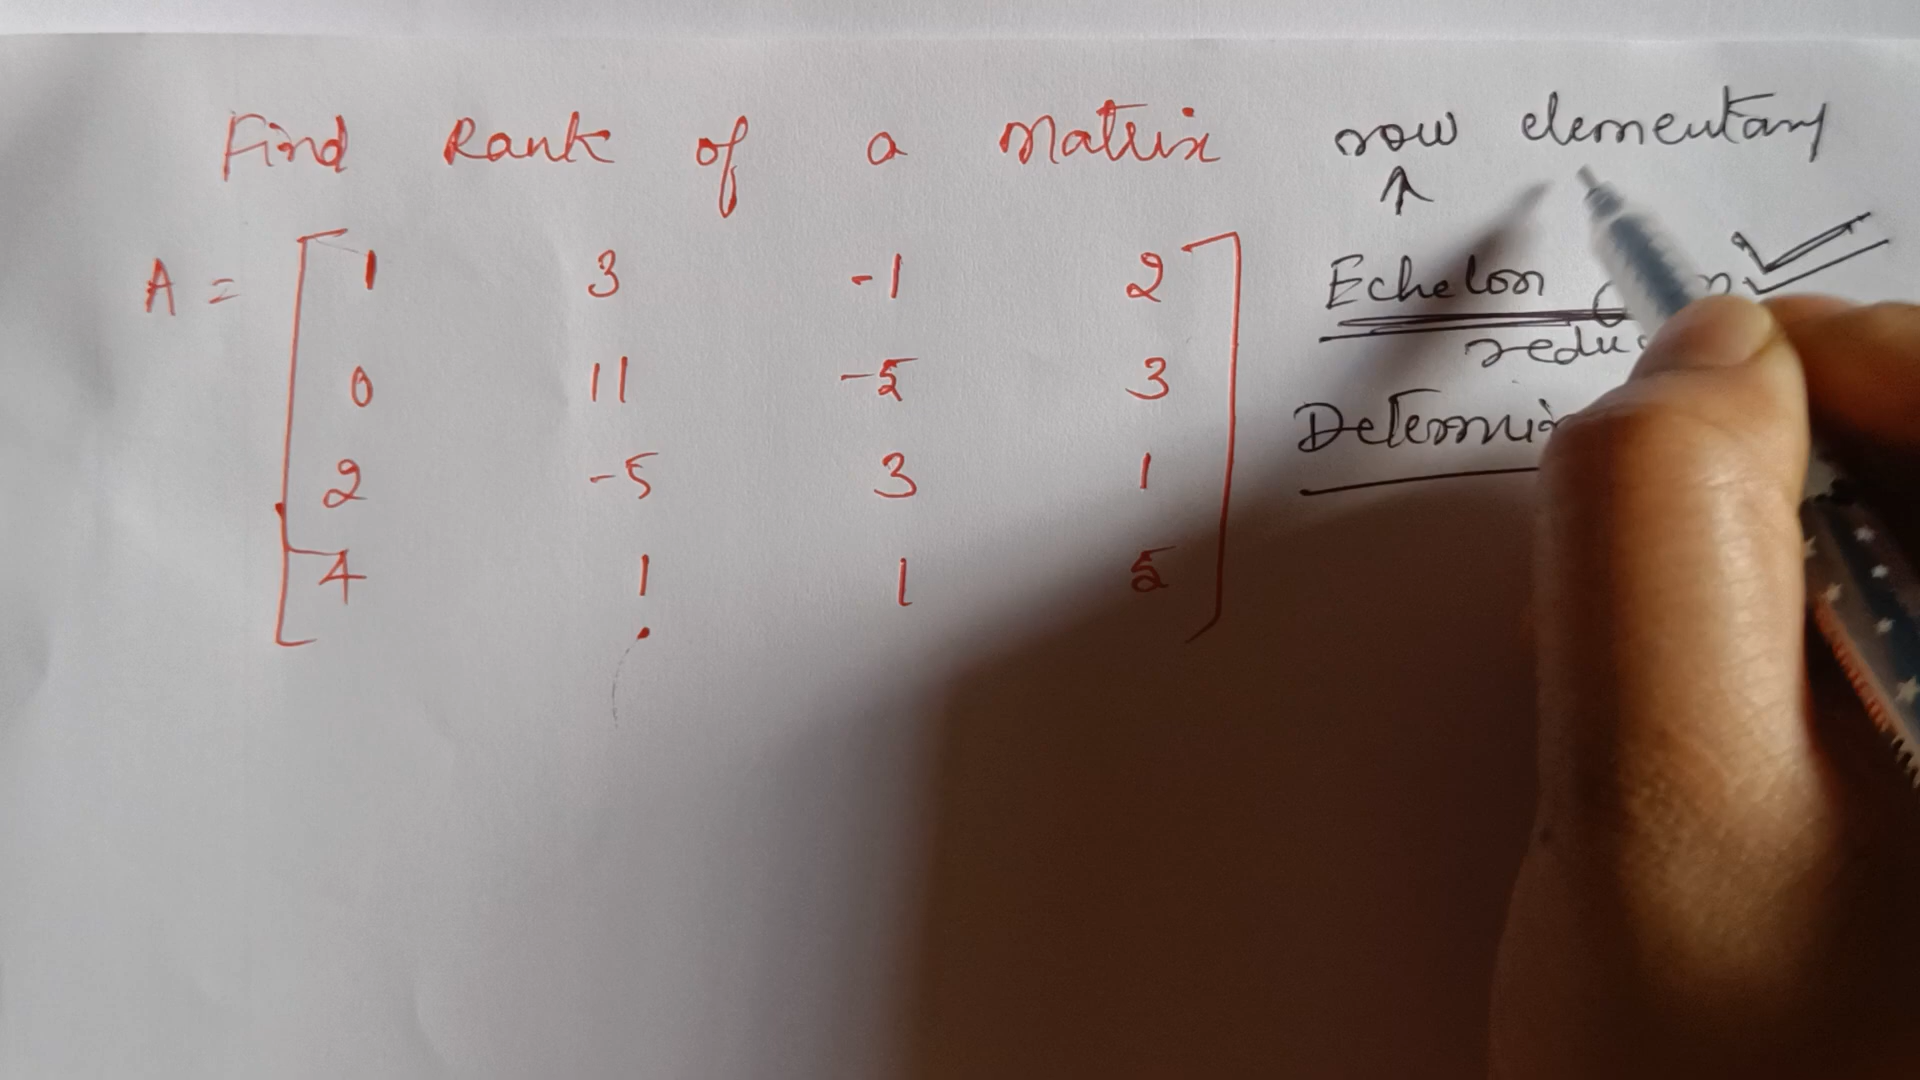 Find Rank of a Matrix
A = [ 1 3 -1 2
0 11 -5 3
2 -5 3 1
4 1 1 5 ]
row elementary
↑
Echelon